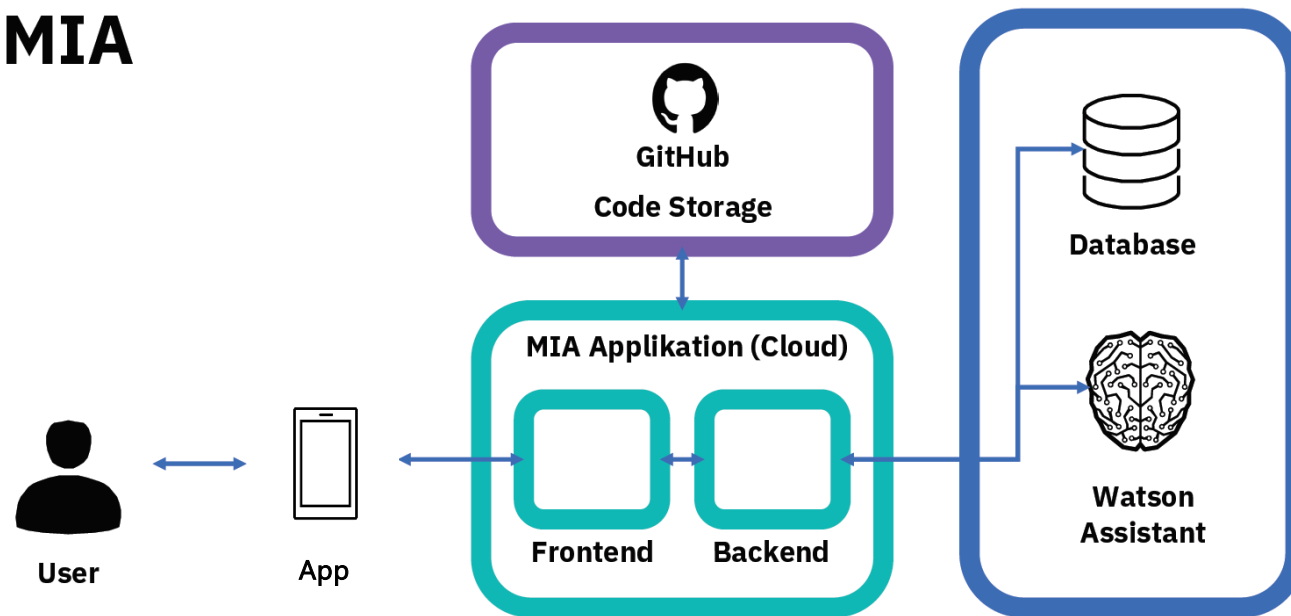 MIA
GitHub
Code Storage
MIA Applikation (Cloud)
Frontend
Backend
User
App
Database
Watson
Assistant